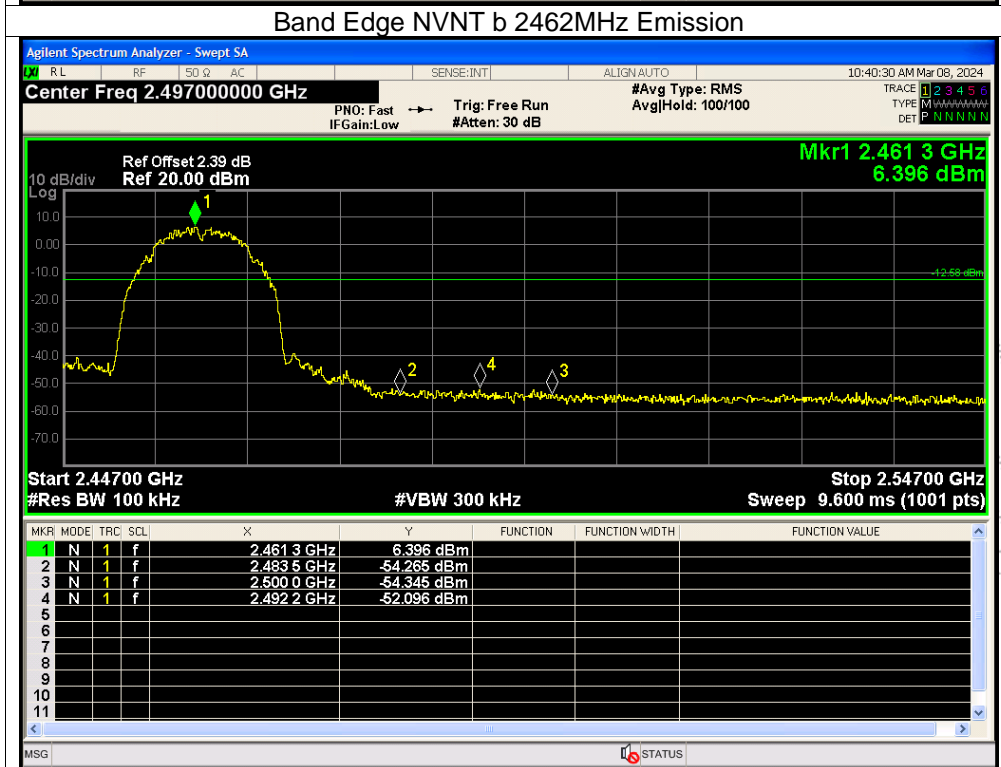 Band Edge NVNT b 2462MHz Emission
Agilent Spectrum Analyzer - Swept SA
LXI RL RF 50 Ω AC SENSE:INT ALIGN AUTO 10:40:30 AM Mar 08, 2024
Center Freq 2.497000000 GHz #Avg Type: RMS TRACE 1 2 3 4 5 6
PNO: Fast Trig: Free Run Avg|Hold: 100/100 TYPE M
IFGain:Low #Atten: 30 dB DET P N N N N N
Ref Offset 2.39 dB Mkr1 2.461 3 GHz
10 dB/div Ref 20.00 dBm 6.396 dBm
Log
1
10.0
0.00
-10.0
-12.58 dBm
-20.0
-30.0
-40.0
2 4 3
-50.0
-60.0
-70.0
Start 2.44700 GHz Stop 2.54700 GHz
#Res BW 100 kHz #VBW 300 kHz Sweep 9.600 ms (1001 pts)
MKR MODE TRC SCL X Y FUNCTION FUNCTION WIDTH FUNCTION VALUE
1 N 1 f 2.461 3 GHz 6.396 dBm
2 N 1 f 2.483 5 GHz -54.265 dBm
3 N 1 f 2.500 0 GHz -54.345 dBm
4 N 1 f 2.492 2 GHz -52.096 dBm
5
6
7
8
9
10
11
MSG STATUS